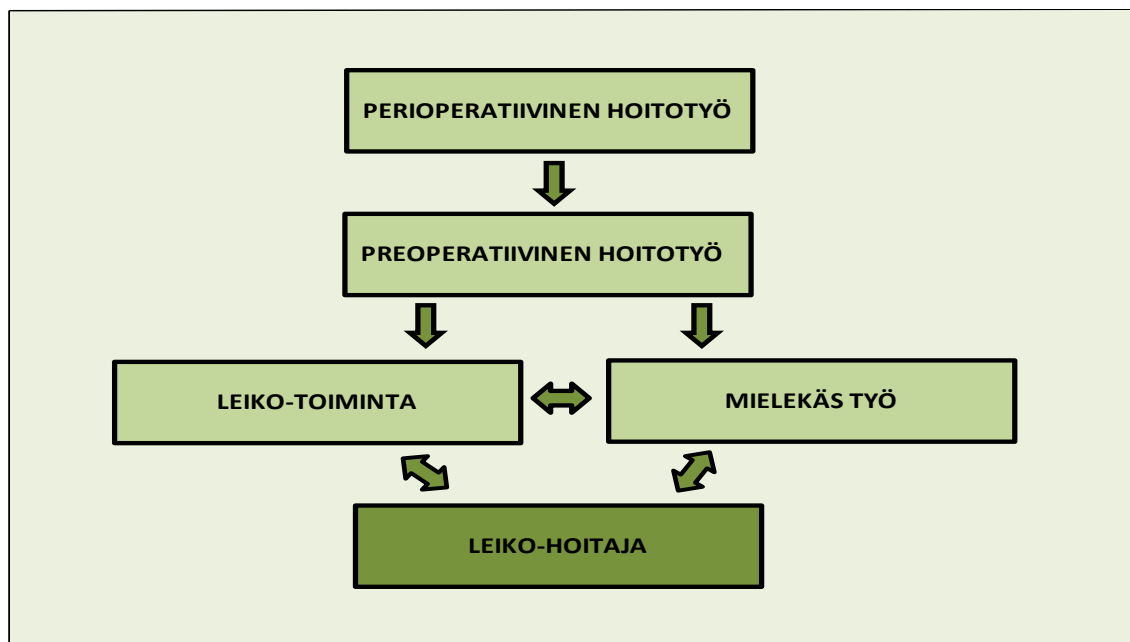 PERIOPERATIIVINEN HOITOTYÖ
PREOPERATIIVINEN HOITOTYÖ
LEIKO-TOIMINTA
MIELEKÄS TYÖ
LEIKO-HOITAJA